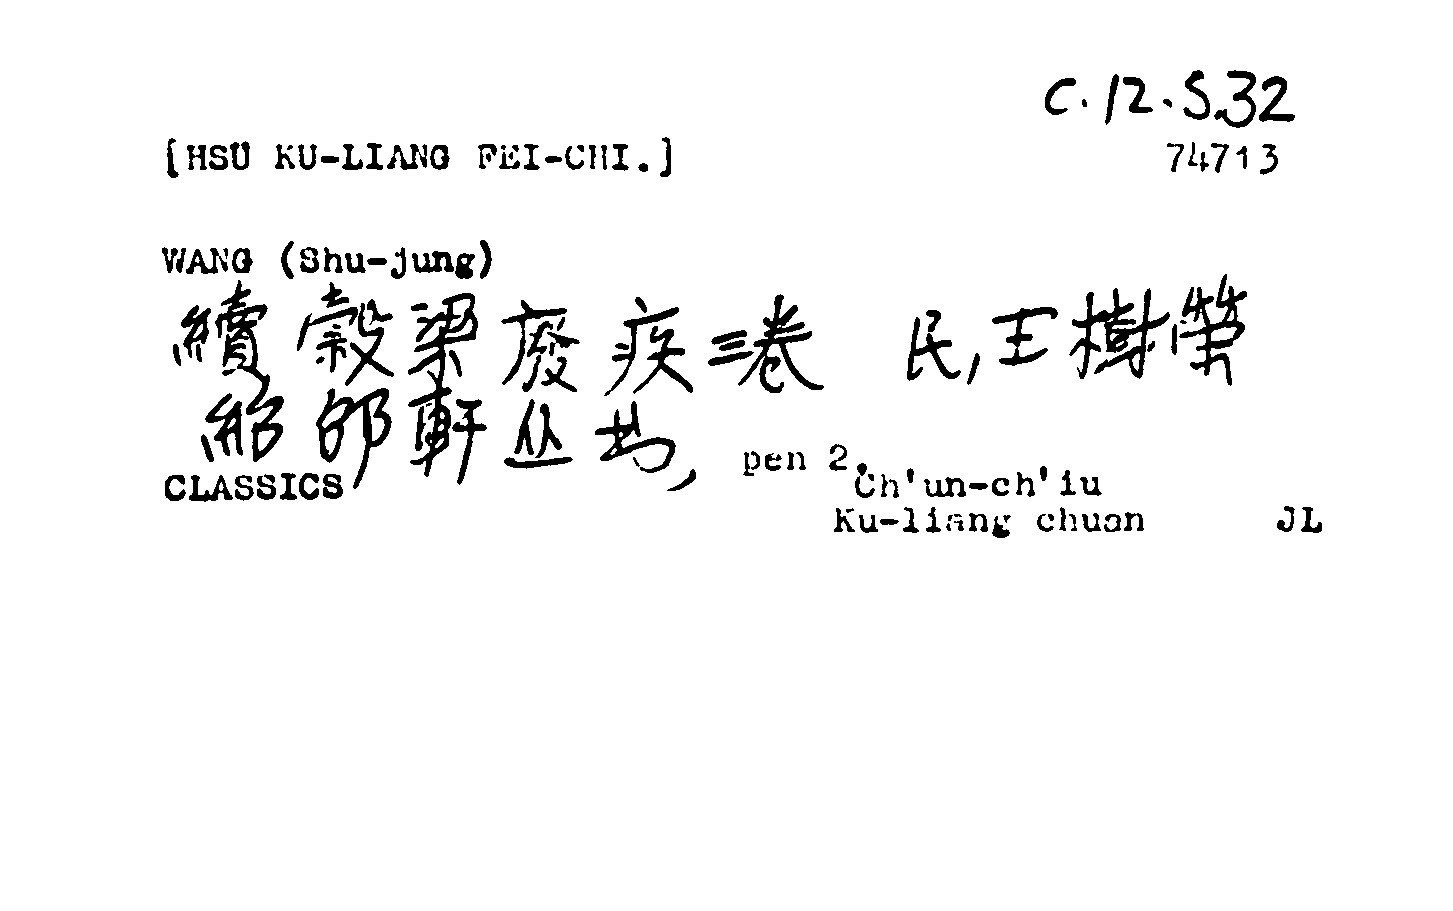 C.12.S.32
[HSÜ KU-LIANG FEI-CHI.] 74713
WANG (Shu-jung)
續穀梁廢疾三卷 民,王樹榮
紹邵軒丛书, pen 2.
CLASSICS Ch'un-ch'iu
Ku-liang chuan JL